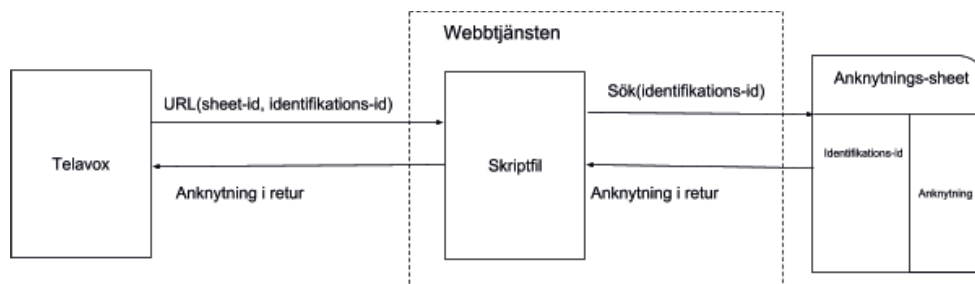 Webbtjänsten
Anknytnings-sheet
URL(sheet-id, identifikations-id)
Sök(identifikations-id)
Telavox
Skriptfil
Identifikations-id
Anknytning i retur
Anknytning i retur
Anknytning